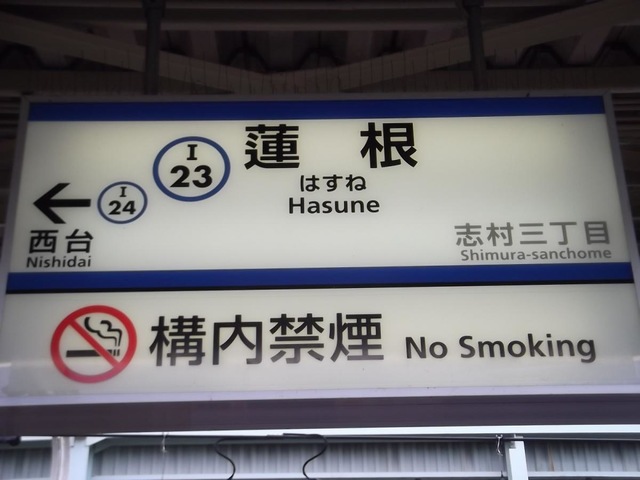 I
23
蓮根
はすね
Hasune
I
24
西台
Nishidai
志村三丁目
Shimura-sanchome
構内禁煙 No Smoking